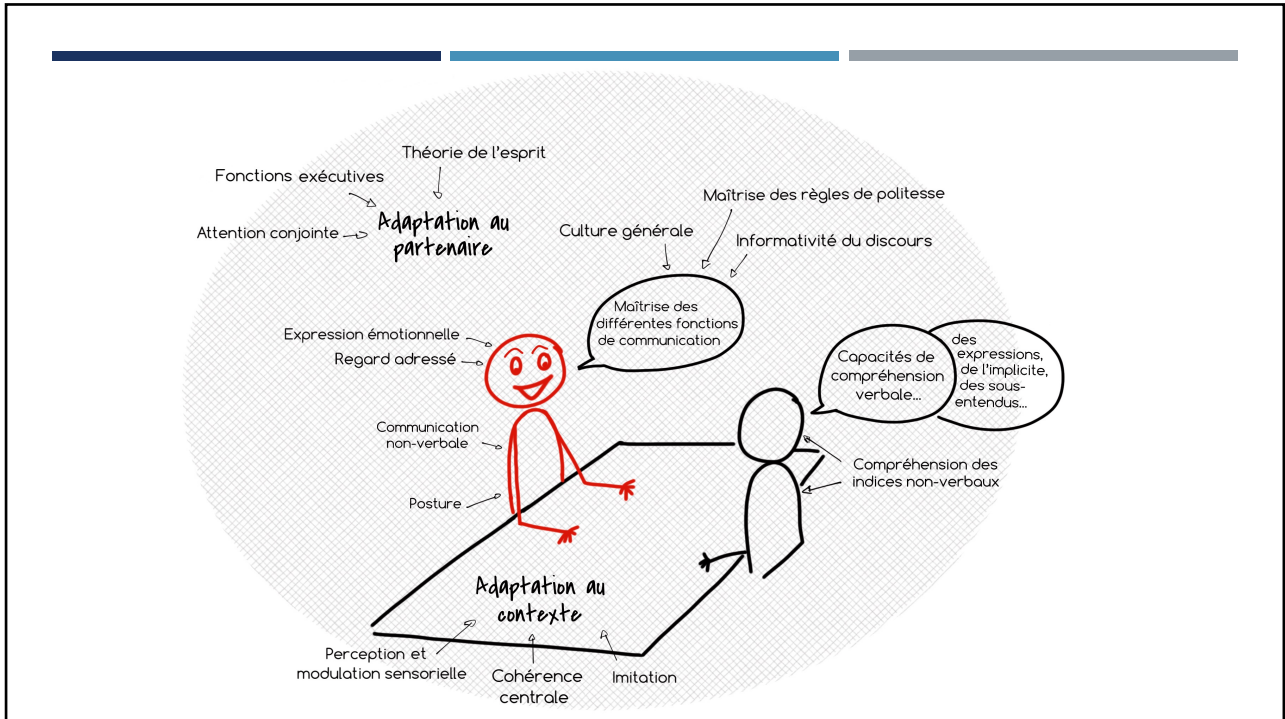 Théorie de l'esprit
Fonctions exécutives
Attention conjointe
Adaptation au
partenaire
Maîtrise des règles de politesse
Culture générale
Informativité du discours
Maîtrise des
différentes fonctions
de communication
Expression émotionnelle
Regard adressé
Communication
non-verbale
Posture
Capacités de
compréhension
verbale...
des
expressions,
de l'implicite,
des sous-
entendus...
Compréhension des
indices non-verbaux
Adaptation au
contexte
Perception et
modulation sensorielle
Cohérence
centrale
Imitation